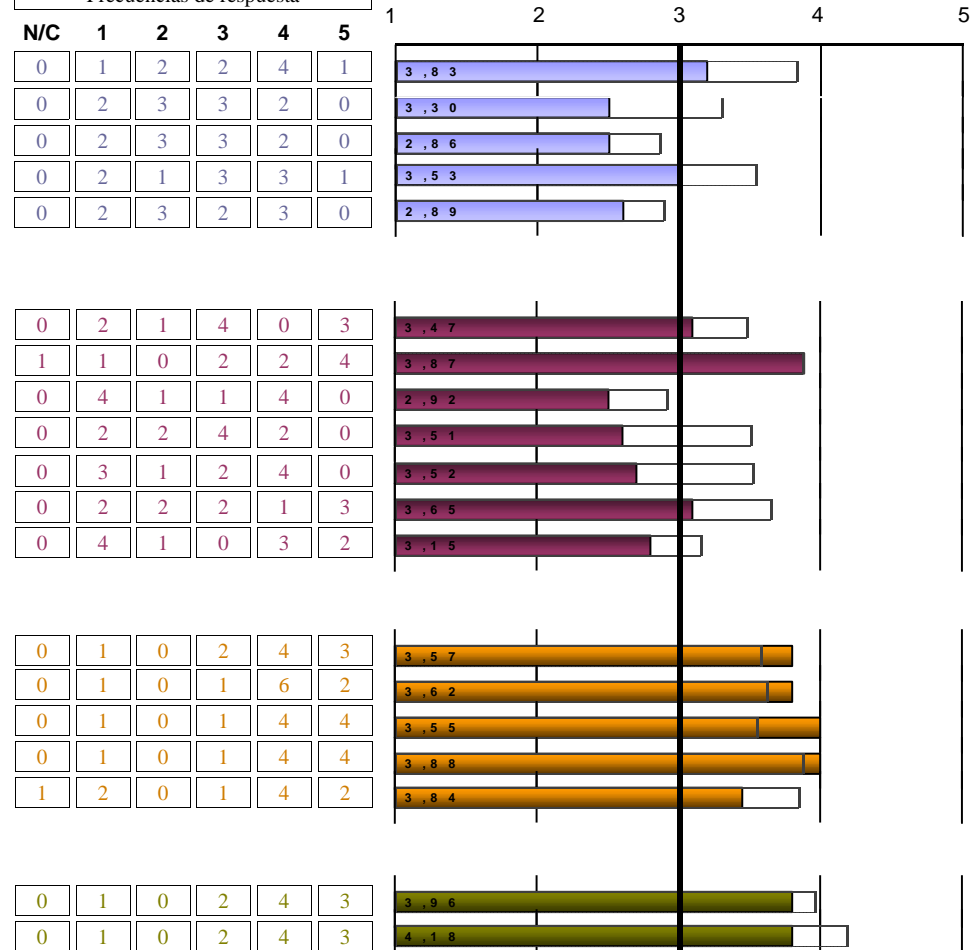 Frecuencias de respuesta
1 2 3 4 5
N/C 1 2 3 4 5
0 1 2 2 4 1 3,83
0 2 3 3 2 0 3,30
0 2 3 3 2 0 2,86
0 2 1 3 3 1 3,53
0 2 3 2 3 0 2,89
0 2 1 4 0 3 3,47
1 1 0 2 2 4 3,87
0 4 1 1 4 0 2,92
0 2 2 4 2 0 3,51
0 3 1 2 4 0 3,52
0 2 2 2 1 3 3,65
0 4 1 0 3 2 3,15
0 1 0 2 4 3 3,57
0 1 0 1 6 2 3,62
0 1 0 1 4 4 3,55
0 1 0 1 4 4 3,88
1 2 0 1 4 2 3,84
0 1 0 2 4 3 3,96
0 1 0 2 4 3 4,18